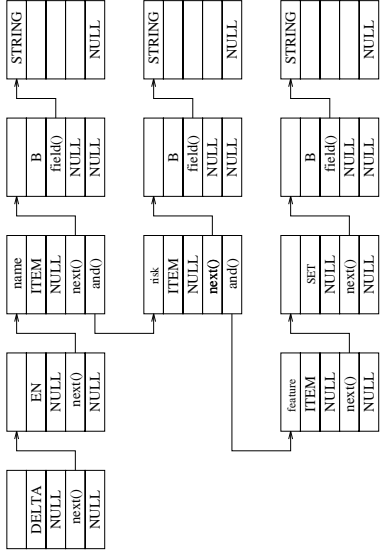 DELTA
NULL
next()
NULL
EN
NULL
next()
NULL
name
ITEM
NULL
next()
and()
B
field()
NULL
NULL
STRING
NULL
risk
ITEM
NULL
next()
and()
B
field()
NULL
NULL
STRING
NULL
feature
ITEM
NULL
next()
NULL
SET
NULL
next()
NULL
B
field()
NULL
NULL
STRING
NULL